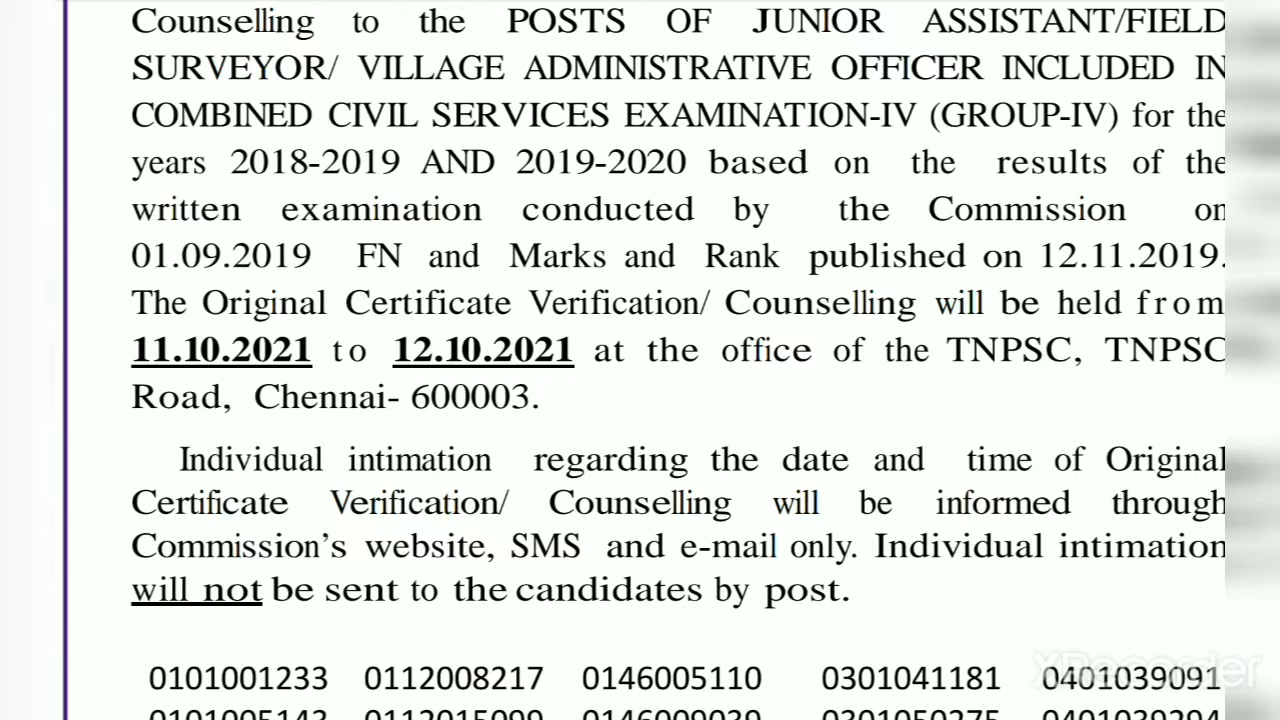 Counselling to the POSTS OF JUNIOR ASSISTANT/FIELD
SURVEYOR/ VILLAGE ADMINISTRATIVE OFFICER INCLUDED IN
COMBINED CIVIL SERVICES EXAMINATION-IV (GROUP-IV) for the
years 2018-2019 AND 2019-2020 based on the results of the
written examination conducted by the Commission on
01.09.2019 FN and Marks and Rank published on 12.11.2019.
The Original Certificate Verification/ Counselling will be held from
11.10.2021 to 12.10.2021 at the office of the TNPSC, TNPSC
Road, Chennai- 600003.
Individual intimation regarding the date and time of Original
Certificate Verification/ Counselling will be informed through
Commission's website, SMS and e-mail only. Individual intimation
will not be sent to the candidates by post.
0101001233 0112008217 0146005110 0301041181 0401039091
0101005143 0112015099 0146009039 0301050275 0401039294
XRecorder